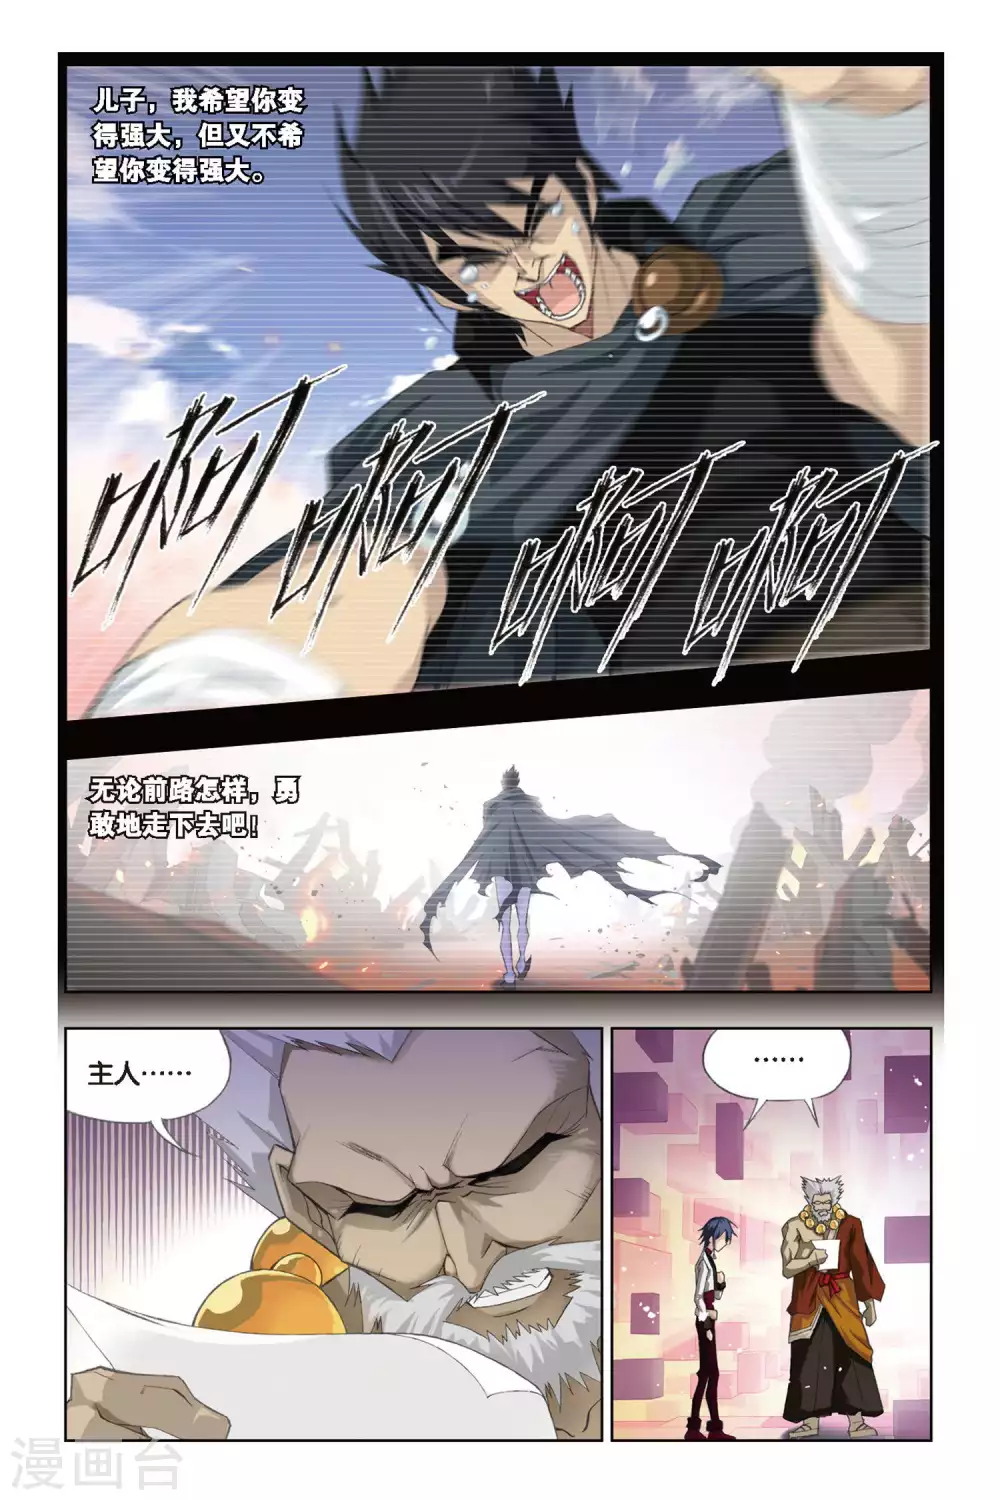 儿子，我希望你变
得强大，但又不希
望你变得强大。
啊啊啊啊
无论前路怎样，勇
敢地走下去吧！
主人……
……
漫画台